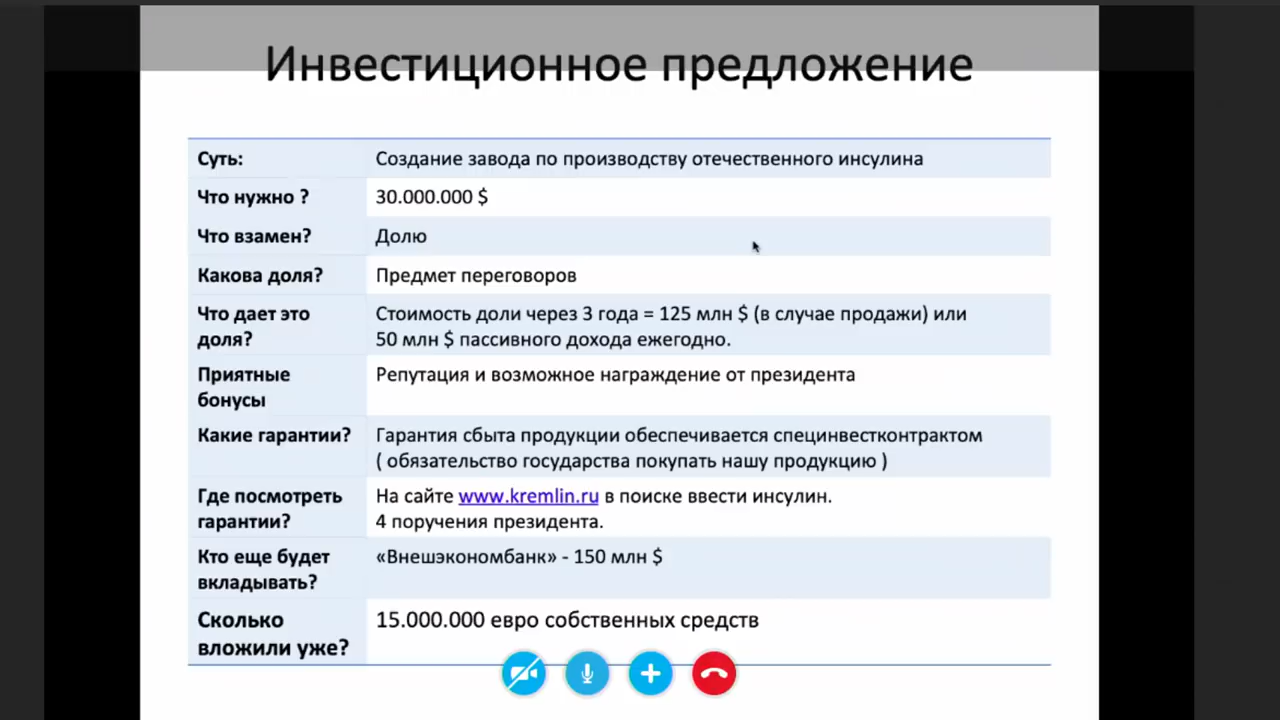 Инвестиционное предложение
Суть: Создание завода по производству отечественного инсулина
Что нужно ? 30.000.000 $
Что взамен? Долю
Какова доля? Предмет переговоров
Что дает это Стоимость доли через 3 года = 125 млн $ (в случае продажи) или
доля? 50 млн $ пассивного дохода ежегодно.
Приятные Репутация и возможное награждение от президента
бонусы
Какие гарантии? Гарантия сбыта продукции обеспечивается специнвестконтрактом
( обязательство государства покупать нашу продукцию )
Где посмотреть На сайте www.kremlin.ru в поиске ввести инсулин.
гарантии? 4 поручения президента.
Кто еще будет «Внешэкономбанк» - 150 млн $
вкладывать?
Сколько 15.000.000 евро собственных средств
вложили уже?